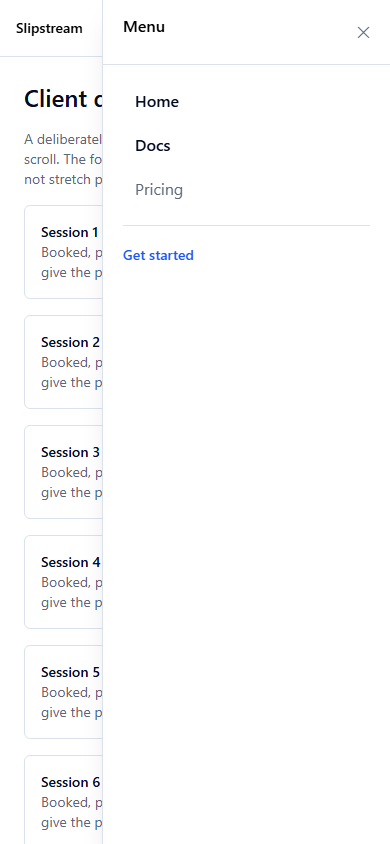 Slipstream
Menu
Home
Docs
Pricing
Get started
Client
A deliberatel
scroll. The fo
not stretch p
Session 1
Booked, p
give the p
Session 2
Booked, p
give the p
Session 3
Booked, p
give the p
Session 4
Booked, p
give the p
Session 5
Booked, p
give the p
Session 6
Booked, p
give the p